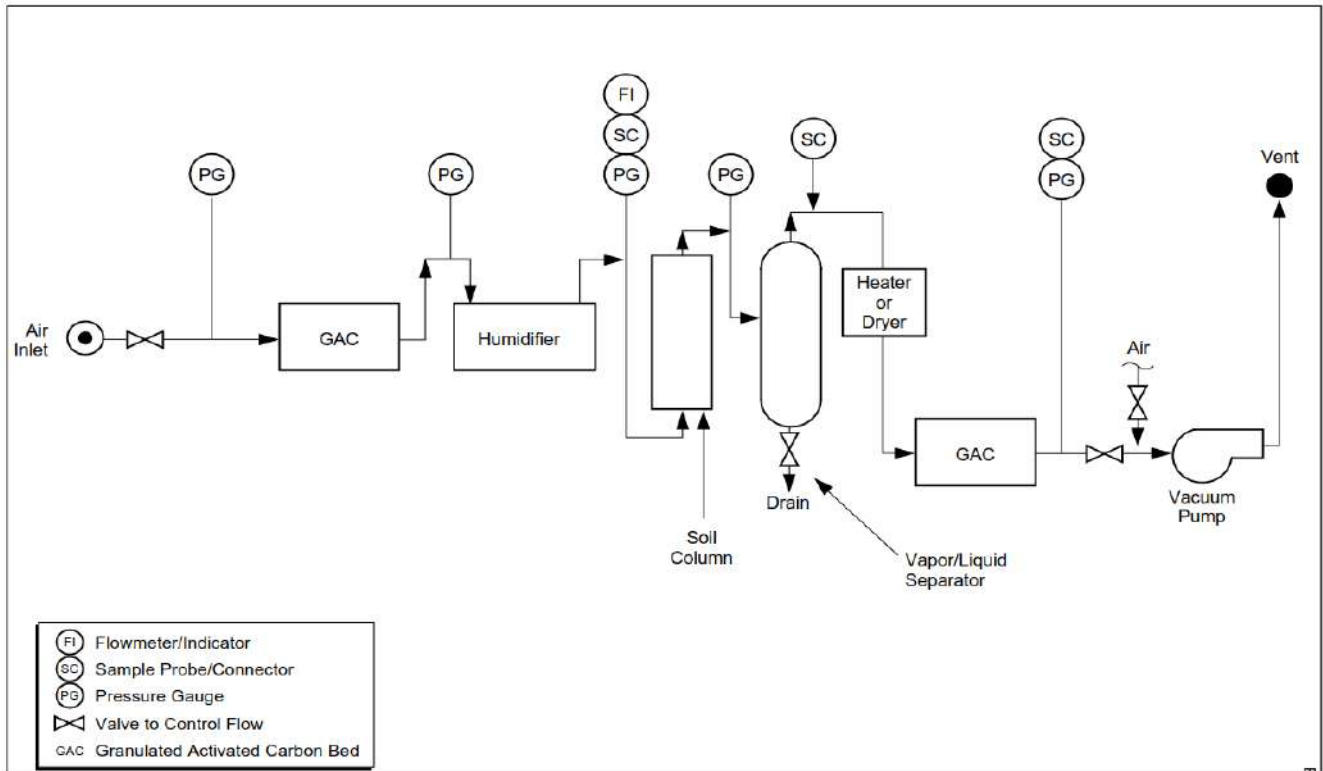 FI
SC
PG
PG
PG
PG
SC
SC
PG
Vent
Air
Inlet
GAC
Humidifier
Heater
or
Dryer
Air
GAC
Vacuum
Pump
Drain
Soil
Column
Vapor/Liquid
Separator
FI Flowmeter/Indicator
SC Sample Probe/Connector
PG Pressure Gauge
Valve to Control Flow
GAC Granulated Activated Carbon Bed